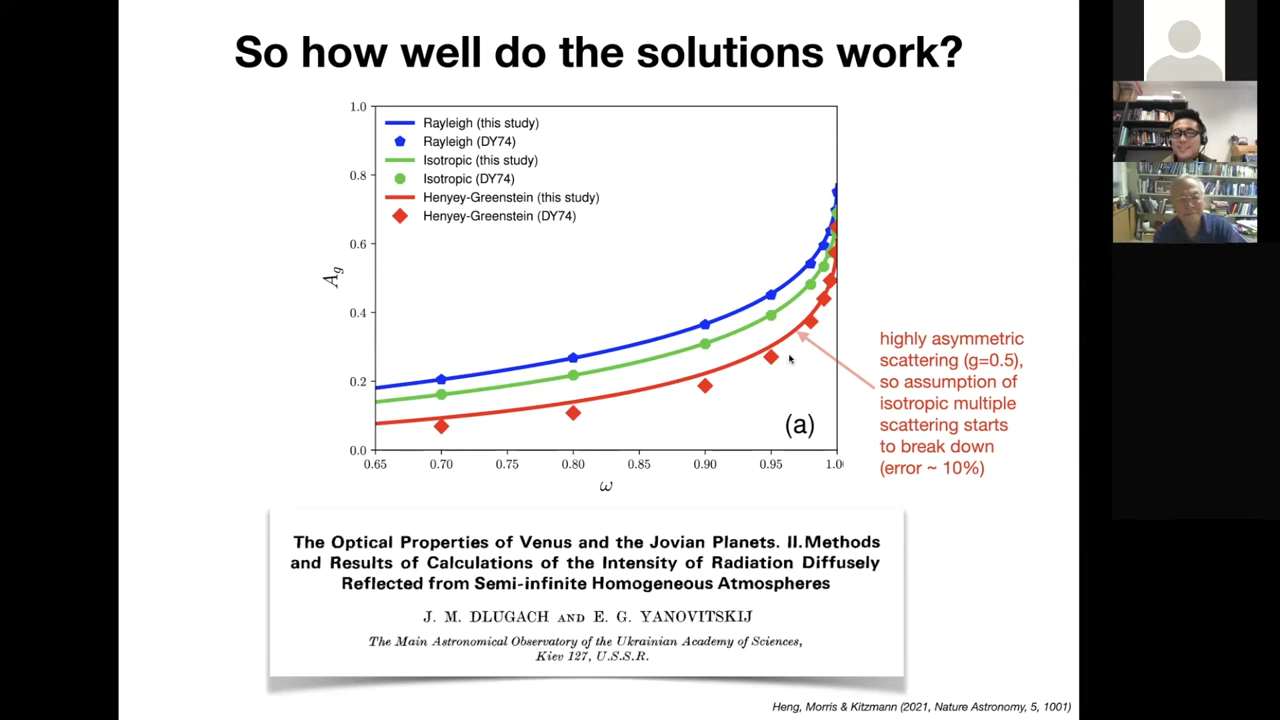 So how well do the solutions work?
1.0
0.8
0.6
0.4
0.2
0.0
A_g
Rayleigh (this study)
Rayleigh (DY74)
Isotropic (this study)
Isotropic (DY74)
Henyey-Greenstein (this study)
Henyey-Greenstein (DY74)
(a)
0.65 0.70 0.75 0.80 0.85 0.90 0.95 1.0
ω
highly asymmetric
scattering (g=0.5),
so assumption of
isotropic multiple
scattering starts
to break down
(error ~ 10%)
The Optical Properties of Venus and the Jovian Planets. II. Methods
and Results of Calculations of the Intensity of Radiation Diffusely
Reflected from Semi-infinite Homogeneous Atmospheres
J. M. DLUGACH AND E. G. YANOVITSKIJ
The Main Astronomical Observatory of the Ukrainian Academy of Sciences,
Kiev 127, U.S.S.R.
Heng, Morris & Kitzmann (2021, Nature Astronomy, 5, 1001)